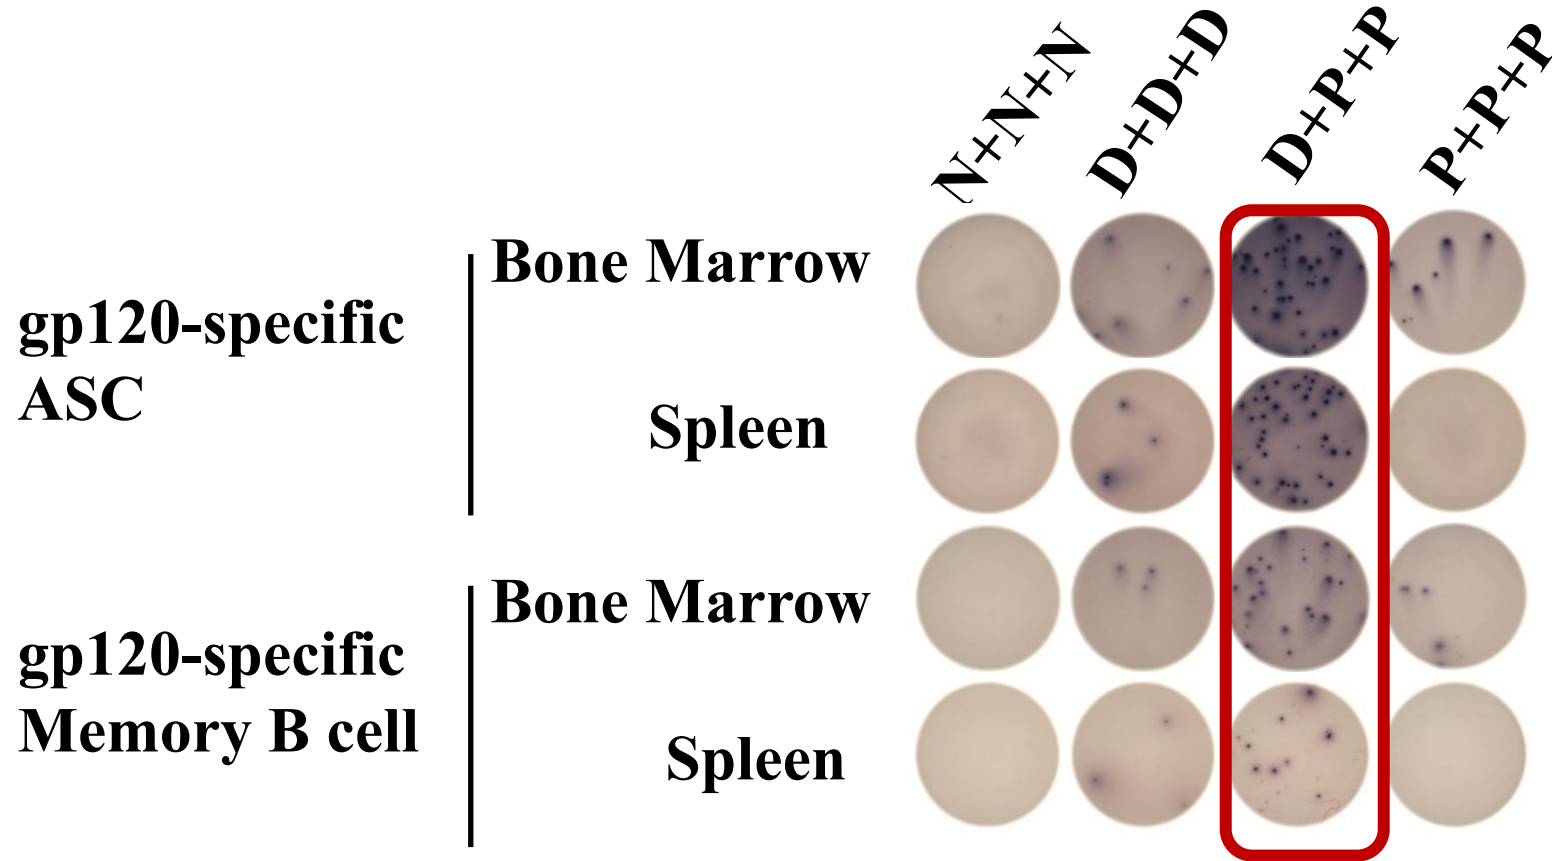 N+N+N
D+D+D
D+P+P
P+P+P
gp120-specific
ASC
Bone Marrow
Spleen
gp120-specific
Memory B cell
Bone Marrow
Spleen